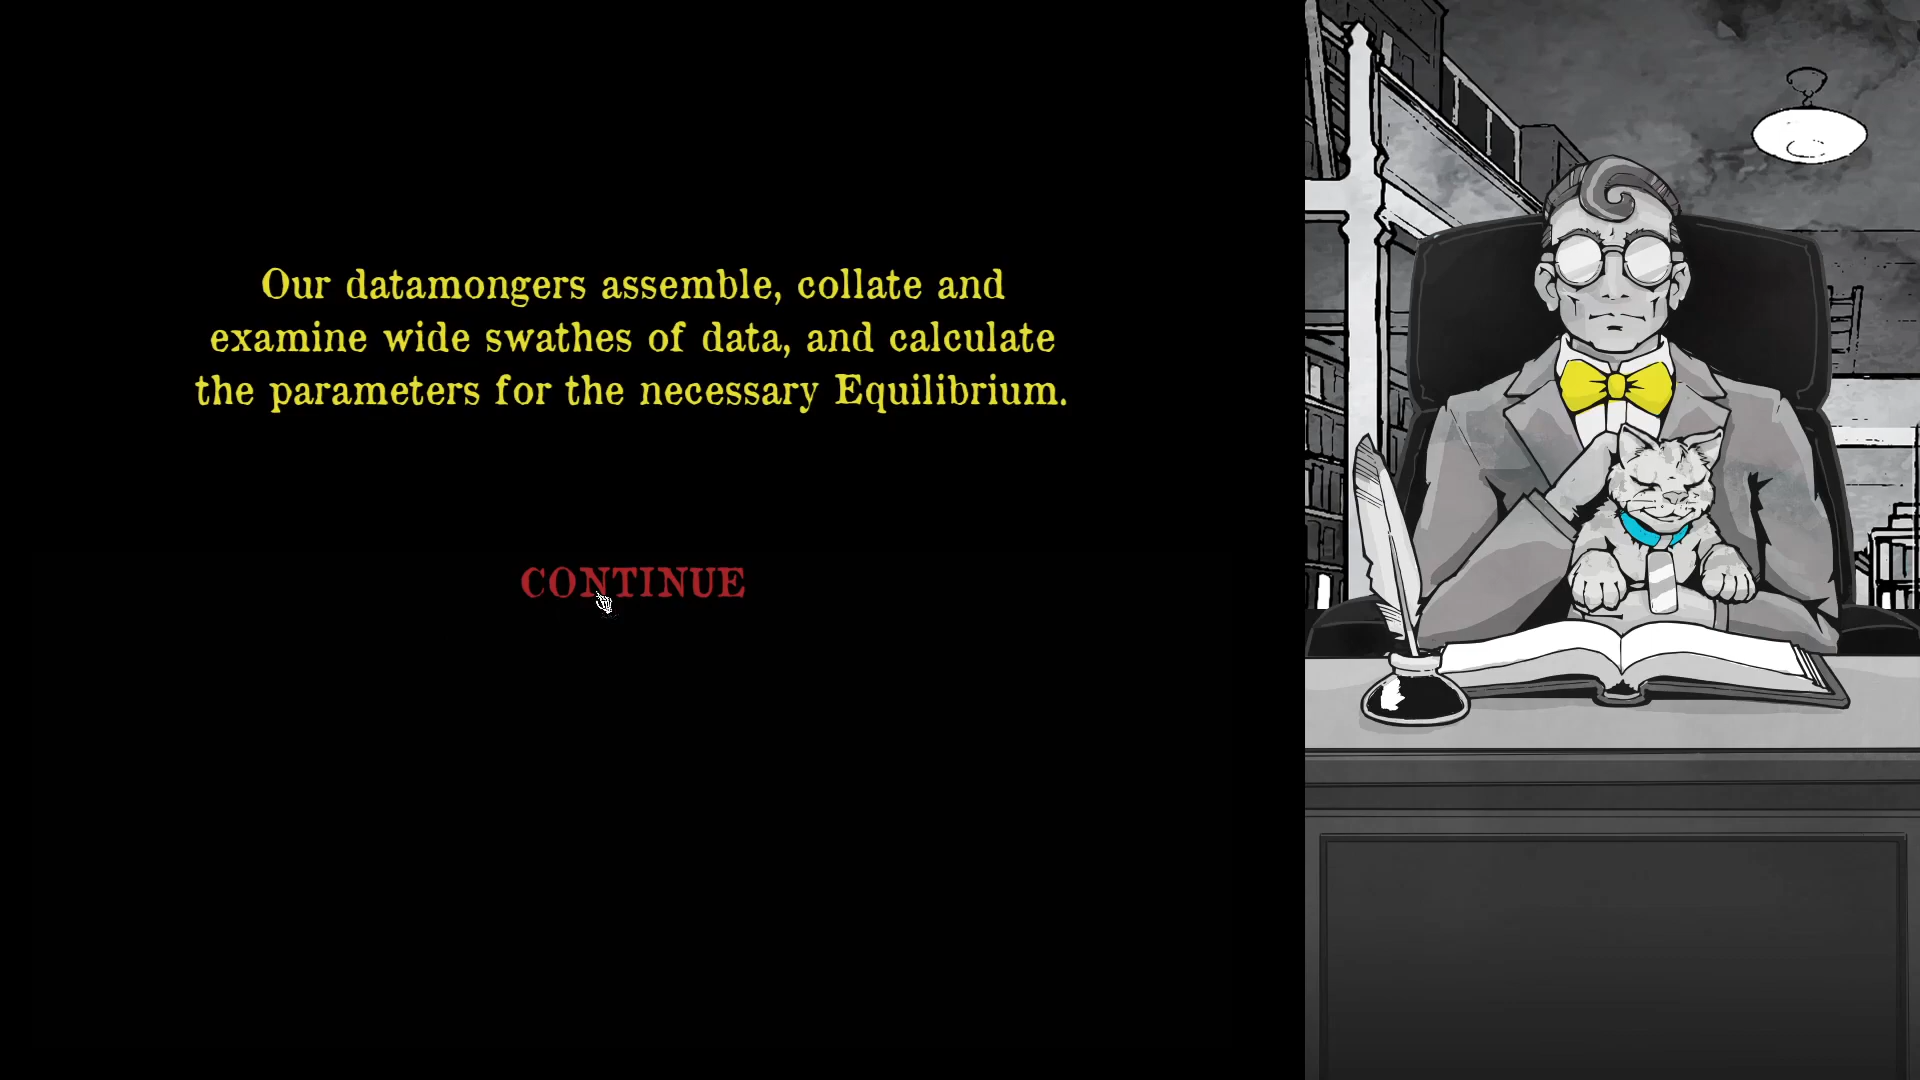 Our datamongers assemble, collate and
examine wide swathes of data, and calculate
the parameters for the necessary Equilibrium.
CONTINUE